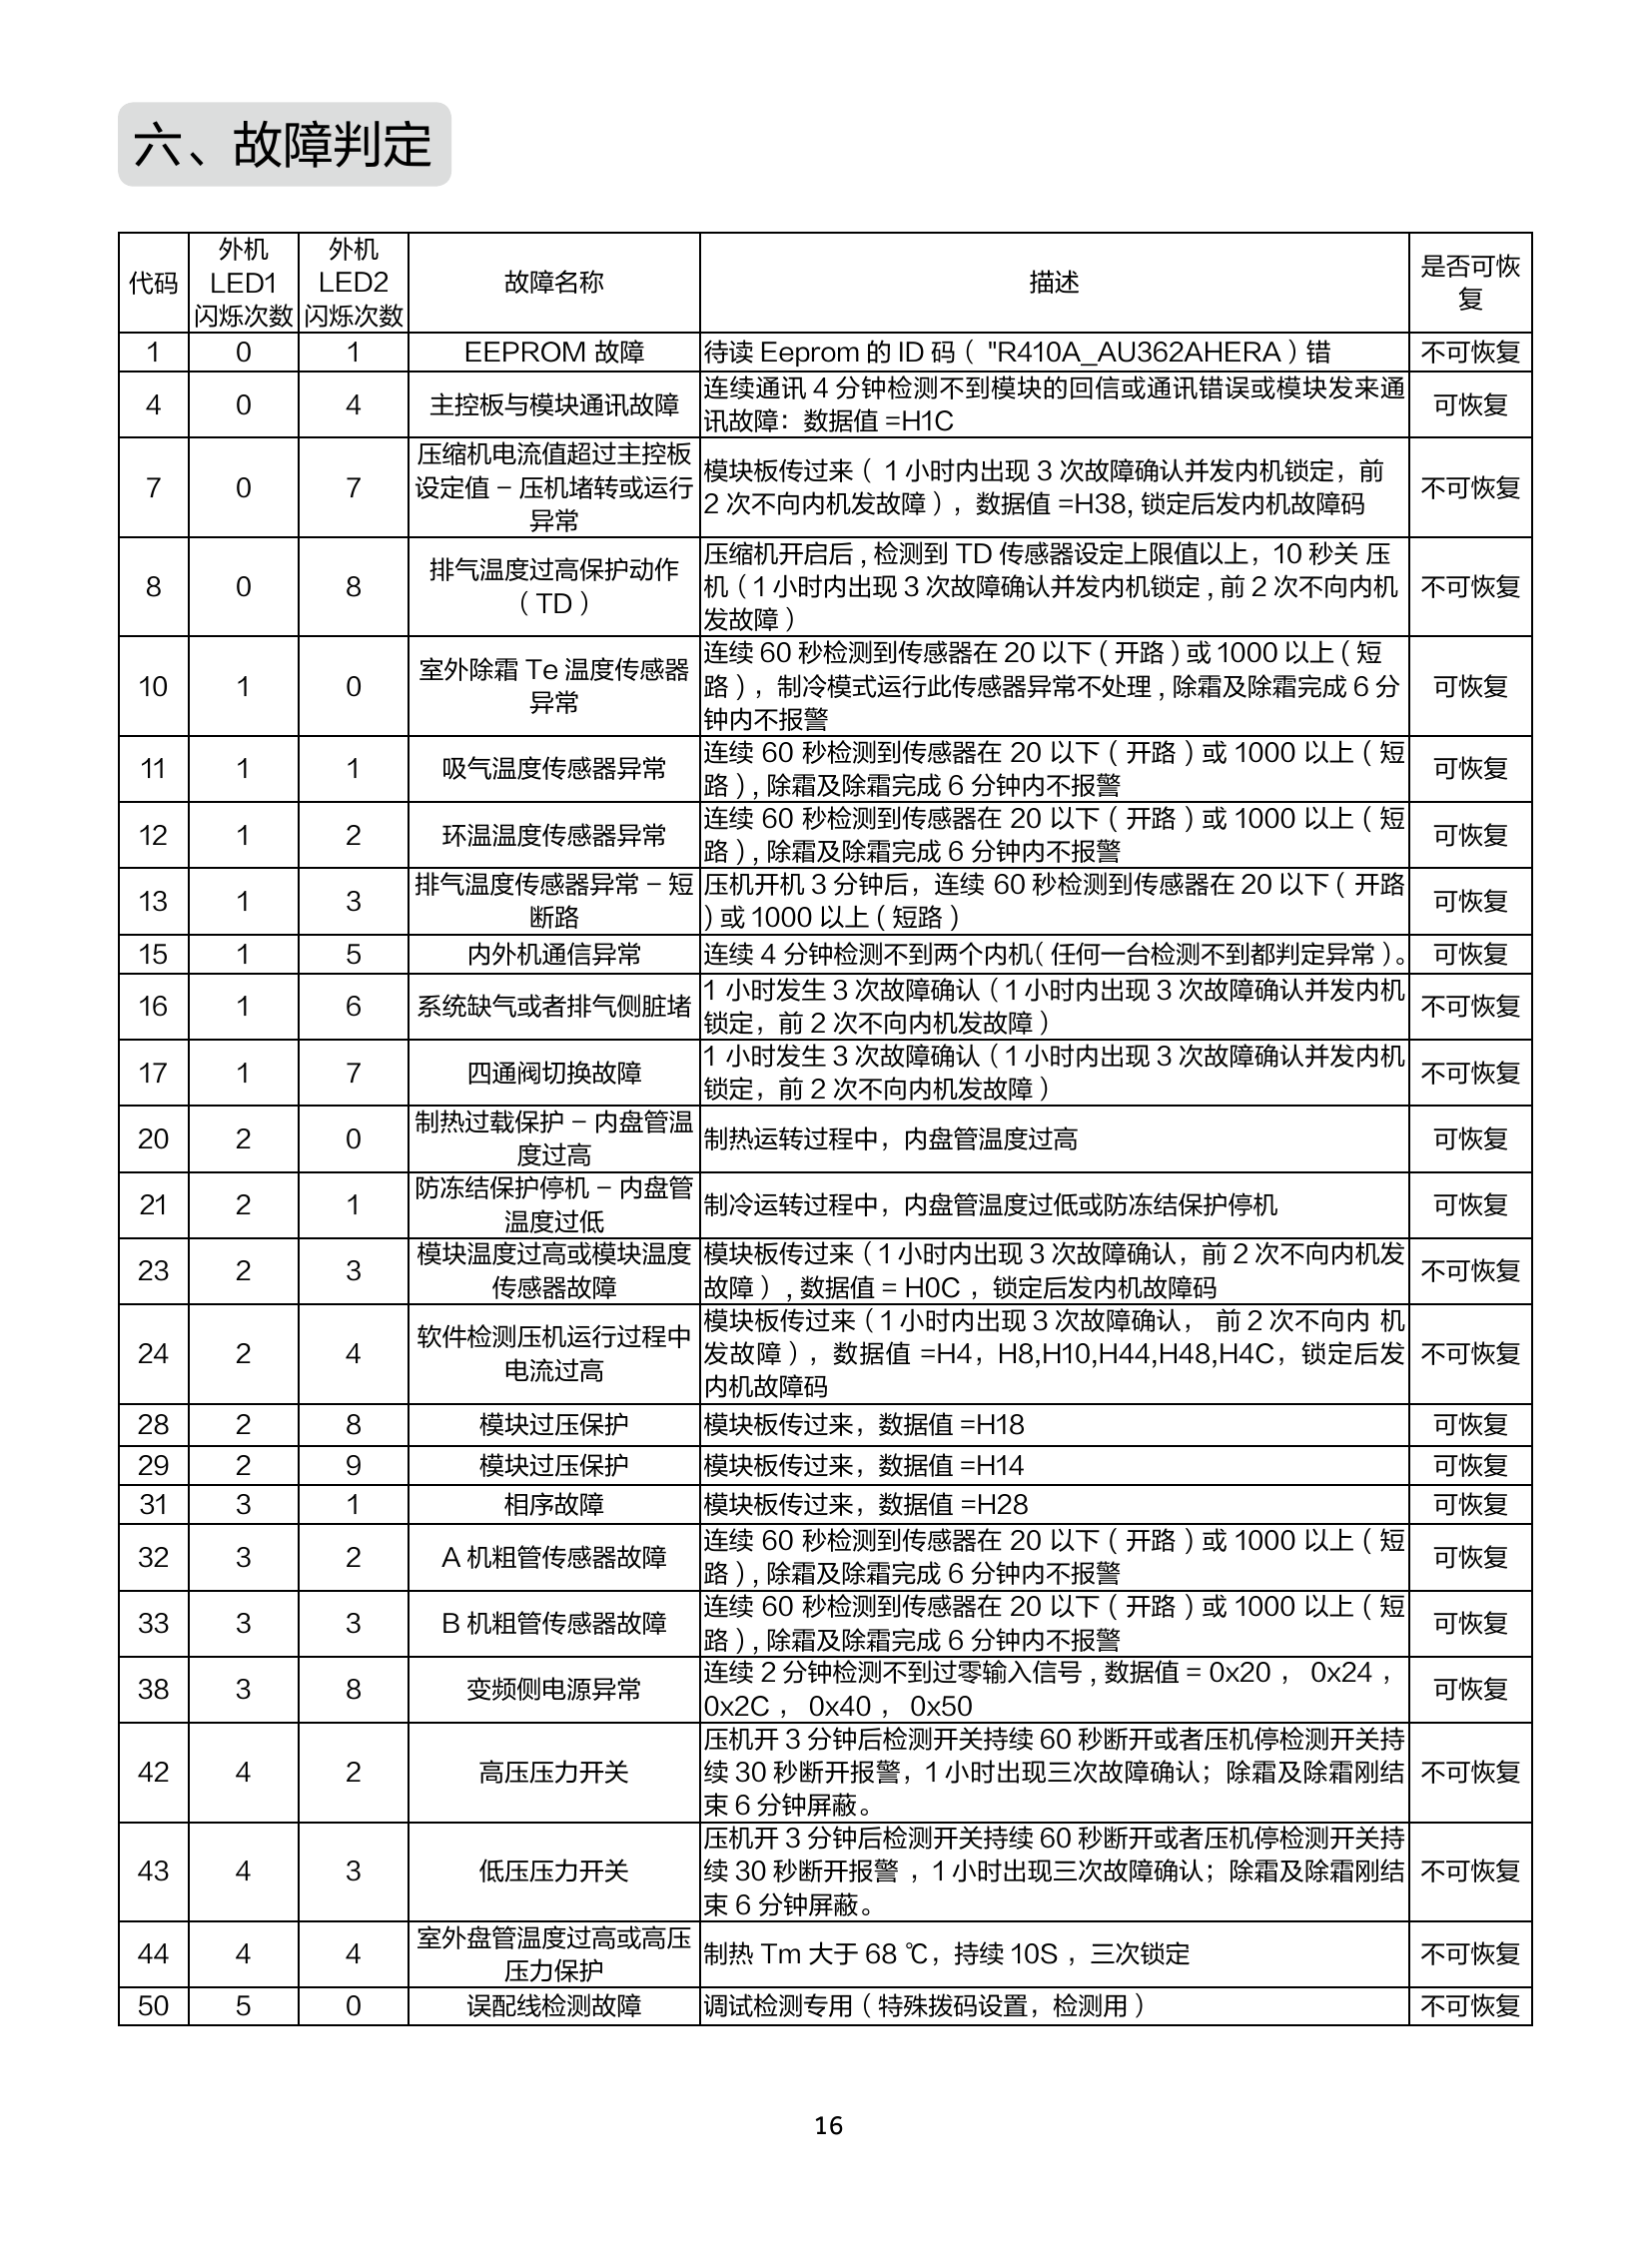 六、故障判定
代码
外机
LED1
闪烁次数
外机
LED2
闪烁次数
故障名称
描述
是否可恢
复
1
0
1
EEPROM 故障
待读 Eeprom 的 ID 码（ "R410A_AU362AHERA ) 错
不可恢复
4
0
4
主控板与模块通讯故障
连续通讯 4 分钟检测不到模块的回信或通讯错误或模块发来通
讯故障：数据值 =H1C
可恢复
7
0
7
压缩机电流值超过主控板
设定值 – 压机堵转或运行
异常
模块板传过来（ 1 小时内出现 3 次故障确认并发内机锁定，前
2 次不向内机发故障 ），数据值 =H38, 锁定后发内机故障码
不可恢复
8
0
8
排气温度过高保护动作
（ TD ）
压缩机开启后 , 检测到 TD 传感器设定上限值以上，10 秒关 压
机（ 1 小时内出现 3 次故障确认并发内机锁定 , 前 2 次不向内机
发故障 ）
不可恢复
10
1
0
室外除霜 Te 温度传感器
异常
连续 60 秒检测到传感器在 20 以下 ( 开路 ) 或 1000 以上 ( 短
路 )，制冷模式运行此传感器异常不处理 , 除霜及除霜完成 6 分
钟内不报警
可恢复
11
1
1
吸气温度传感器异常
连续 60 秒检测到传感器在 20 以下 ( 开路 ) 或 1000 以上 ( 短
路 ) , 除霜及除霜完成 6 分钟内不报警
可恢复
12
1
2
环温温度传感器异常
连续 60 秒检测到传感器在 20 以下 ( 开路 ) 或 1000 以上 ( 短
路 ) , 除霜及除霜完成 6 分钟内不报警
可恢复
13
1
3
排气温度传感器异常 – 短
断路
压机开机 3 分钟后，连续 60 秒检测到传感器在 20 以下 ( 开路
) 或 1000 以上 ( 短路 )
可恢复
15
1
5
内外机通信异常
连续 4 分钟检测不到两个内机（ 任何一台检测不到都判定异常 ）。
可恢复
16
1
6
系统缺气或者排气侧脏堵
1 小时发生 3 次故障确认（ 1 小时内出现 3 次故障确认并发内机
锁定，前 2 次不向内机发故障 ）
不可恢复
17
1
7
四通阀切换故障
1 小时发生 3 次故障确认（ 1 小时内出现 3 次故障确认并发内机
锁定，前 2 次不向内机发故障 ）
不可恢复
20
2
0
制热过载保护 – 内盘管温
度过高
制热运转过程中，内盘管温度过高
可恢复
21
2
1
防冻结保护停机 – 内盘管
温度过低
制冷运转过程中，内盘管温度过低或防冻结保护停机
可恢复
23
2
3
模块温度过高或模块温度
传感器故障
模块板传过来（ 1 小时内出现 3 次故障确认，前 2 次不向内机发
故障 ） , 数据值 = H0C ，锁定后发内机故障码
不可恢复
24
2
4
软件检测压机运行过程中
电流过高
模块板传过来（ 1 小时内出现 3 次故障确认， 前 2 次不向内 机
发故障 ），数据值 =H4，H8,H10,H44,H48,H4C，锁定后发
内机故障码
不可恢复
28
2
8
模块过压保护
模块板传过来，数据值 =H18
可恢复
29
2
9
模块过压保护
模块板传过来，数据值 =H14
可恢复
31
3
1
相序故障
模块板传过来，数据值 =H28
可恢复
32
3
2
A 机粗管传感器故障
连续 60 秒检测到传感器在 20 以下 ( 开路 ) 或 1000 以上 ( 短
路 ) , 除霜及除霜完成 6 分钟内不报警
可恢复
33
3
3
B 机粗管传感器故障
连续 60 秒检测到传感器在 20 以下 ( 开路 ) 或 1000 以上 ( 短
路 ) , 除霜及除霜完成 6 分钟内不报警
可恢复
38
3
8
变频侧电源异常
连续 2 分钟检测不到过零输入信号 , 数据值 = 0x20 ， 0x24 ，
0x2C ， 0x40 ， 0x50
可恢复
42
4
2
高压压力开关
压机开 3 分钟后检测开关持续 60 秒断开或者压机停检测开关持
续 30 秒断开报警，1 小时出现三次故障确认；除霜及除霜刚结
束 6 分钟屏蔽。
不可恢复
43
4
3
低压压力开关
压机开 3 分钟后检测开关持续 60 秒断开或者压机停检测开关持
续 30 秒断开报警 ，1 小时出现三次故障确认；除霜及除霜刚结
束 6 分钟屏蔽。
不可恢复
44
4
4
室外盘管温度过高或高压
压力保护
制热 Tm 大于 68 ℃，持续 10S ，三次锁定
不可恢复
50
5
0
误配线检测故障
调试检测专用（ 特殊拨码设置，检测用 ）
不可恢复
16